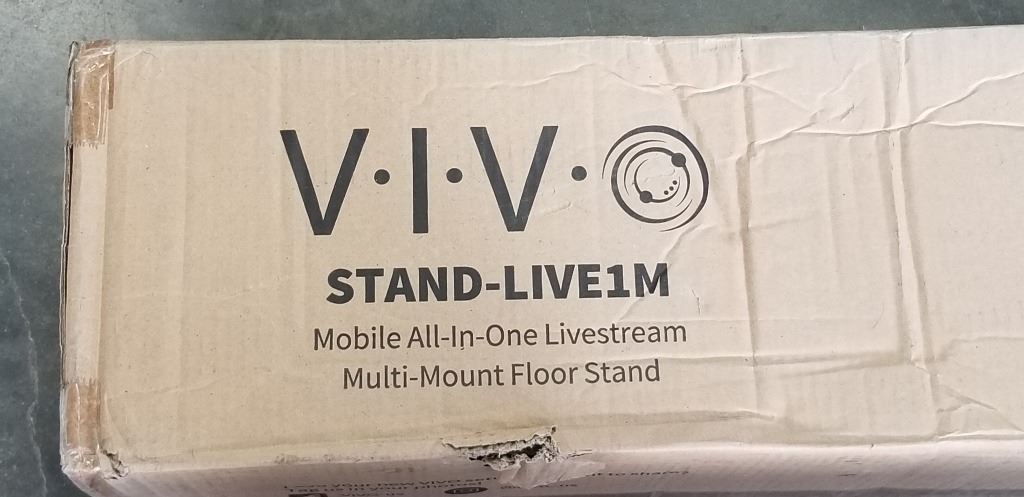 V·I·V·O
STAND-LIVE1M
Mobile All-In-One Livestream
Multi-Mount Floor Stand